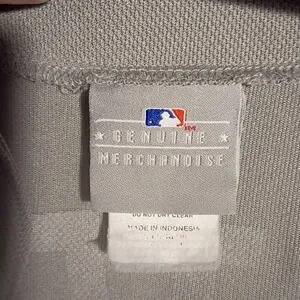 GENUINE
MERCHANDISE
DO NOT DRY CLEAN
MADE IN INDONESIA